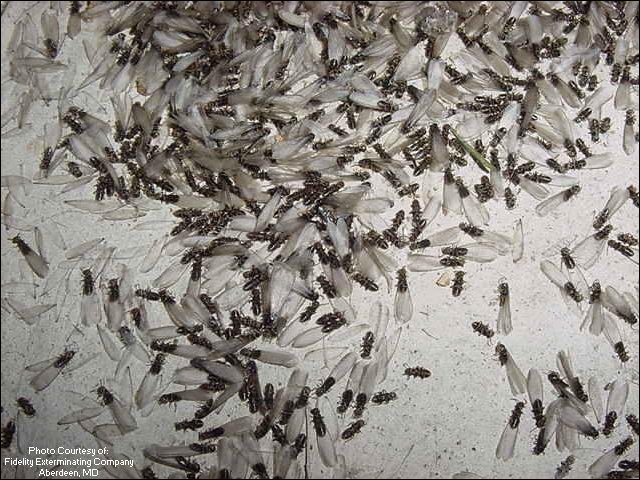 Photo Courtesy of:
Fidelity Exterminating Company
Aberdeen, MD